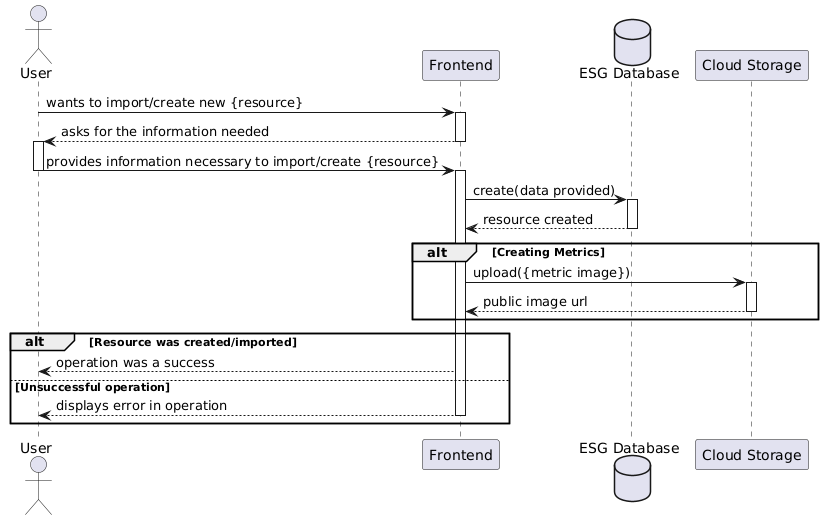 User
Frontend
ESG Database
Cloud Storage
wants to import/create new {resource}
asks for the information needed
provides information necessary to import/create {resource}
create(data provided)
resource created
alt [Creating Metrics]
upload({metric image})
public image url
alt [Resource was created/imported]
operation was a success
[Unsuccessful operation]
displays error in operation
User
Frontend
ESG Database
Cloud Storage